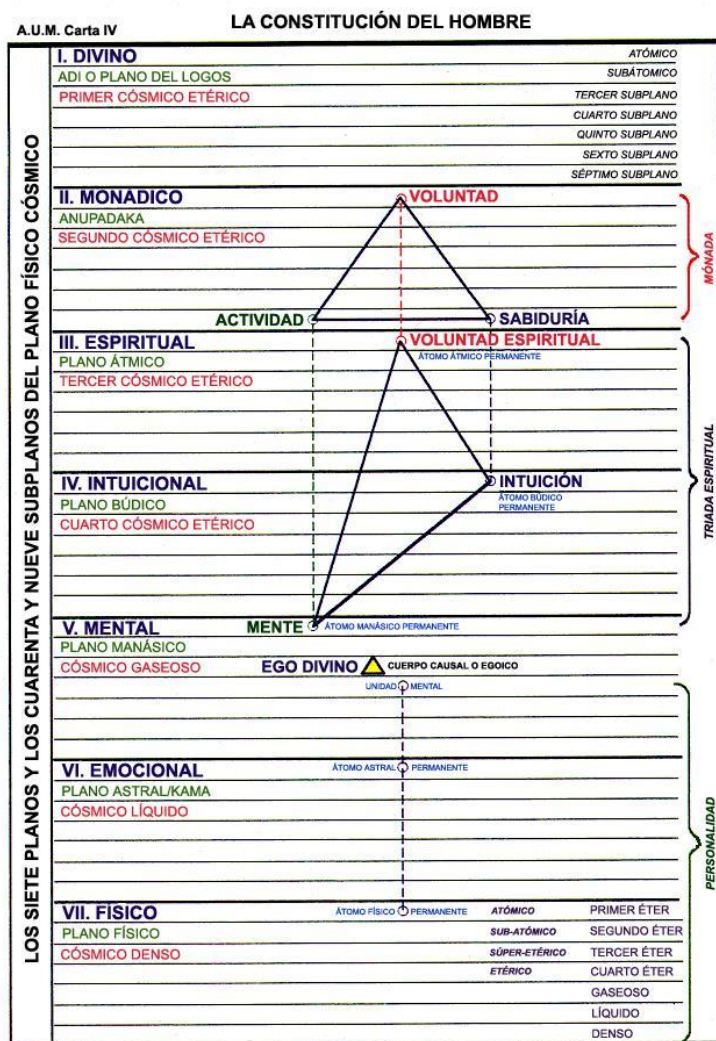 A.U.M. Carta IV
LA CONSTITUCIÓN DEL HOMBRE
LOS SIETE PLANOS Y LOS CUARENTA Y NUEVE SUBPLANOS DEL PLANO FÍSICO CÓSMICO
I. DIVINO
ATÓMICO
ADI O PLANO DEL LOGOS
SUBÁTOMICO
PRIMER CÓSMICO ETÉRICO
TERCER SUBPLANO
CUARTO SUBPLANO
QUINTO SUBPLANO
SEXTO SUBPLANO
SÉPTIMO SUBPLANO
II. MONÁDICO
VOLUNTAD
ANUPADAKA
SEGUNDO CÓSMICO ETÉRICO
MÓNADA
ACTIVIDAD
SABIDURÍA
III. ESPIRITUAL
VOLUNTAD ESPIRITUAL
PLANO ÁTMICO
ÁTOMO ÁTMICO PERMANENTE
TERCER CÓSMICO ETÉRICO
TRIADA ESPIRITUAL
IV. INTUICIONAL
INTUICIÓN
PLANO BÚDICO
ÁTOMO BÚDICO
PERMANENTE
CUARTO CÓSMICO ETÉRICO
V. MENTAL
MENTE
ÁTOMO MANÁSICO PERMANENTE
PLANO MANÁSICO
CÓSMICO GASEOSO
EGO DIVINO
CUERPO CAUSAL O EGOICO
UNIDAD MENTAL
PERSONALIDAD
VI. EMOCIONAL
ÁTOMO ASTRAL PERMANENTE
PLANO ASTRAL/KAMA
CÓSMICO LÍQUIDO
VII. FÍSICO
ÁTOMO FÍSICO PERMANENTE
ATÓMICO
PRIMER ÉTER
PLANO FÍSICO
SUB-ATÓMICO
SEGUNDO ÉTER
CÓSMICO DENSO
SÚPER-ETÉRICO
TERCER ÉTER
ETÉRICO
CUARTO ÉTER
GASEOSO
LÍQUIDO
DENSO